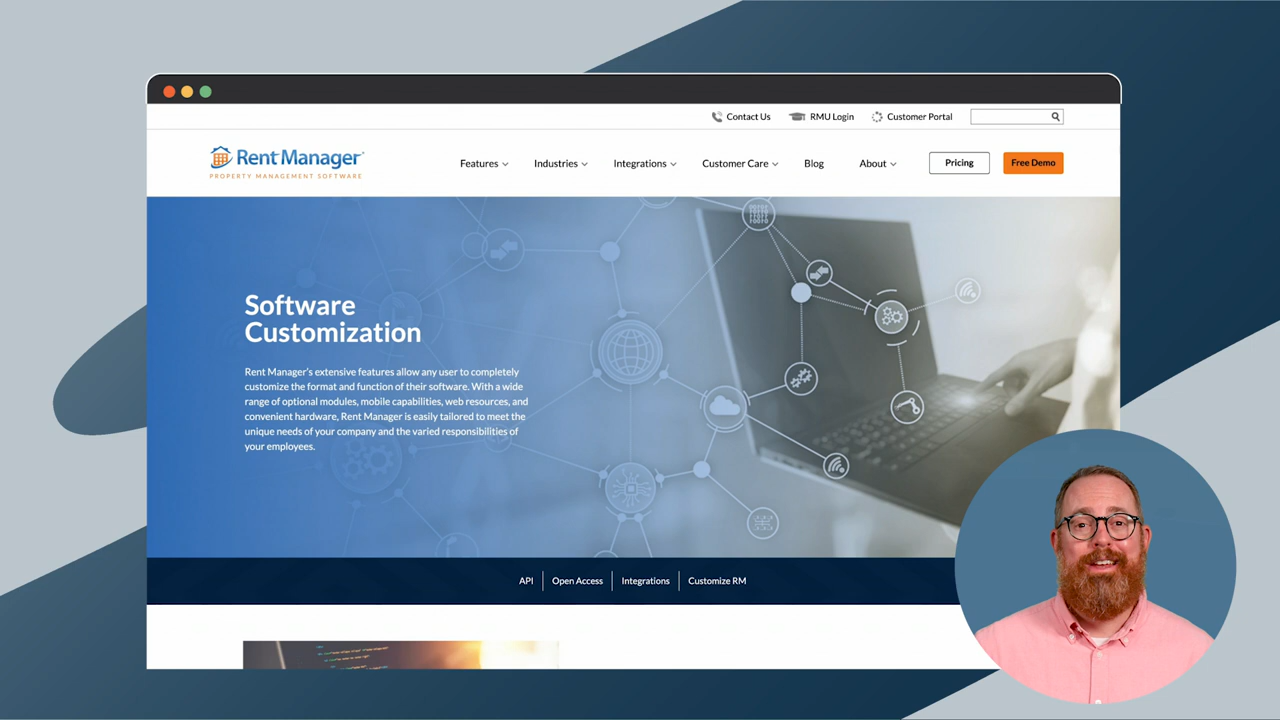 Contact Us
RMU Login
Customer Portal
Rent Manager
PROPERTY MANAGEMENT SOFTWARE
Features
Industries
Integrations
Customer Care
Blog
About
Pricing
Free Demo
Software
Customization
Rent Manager's extensive features allow any user to completely
customize the format and function of their software. With a wide
range of optional modules, mobile capabilities, web resources, and
convenient hardware, Rent Manager is easily tailored to meet the
unique needs of your company and the varied responsibilities of
your employees.
API
Open Access
Integrations
Customize RM